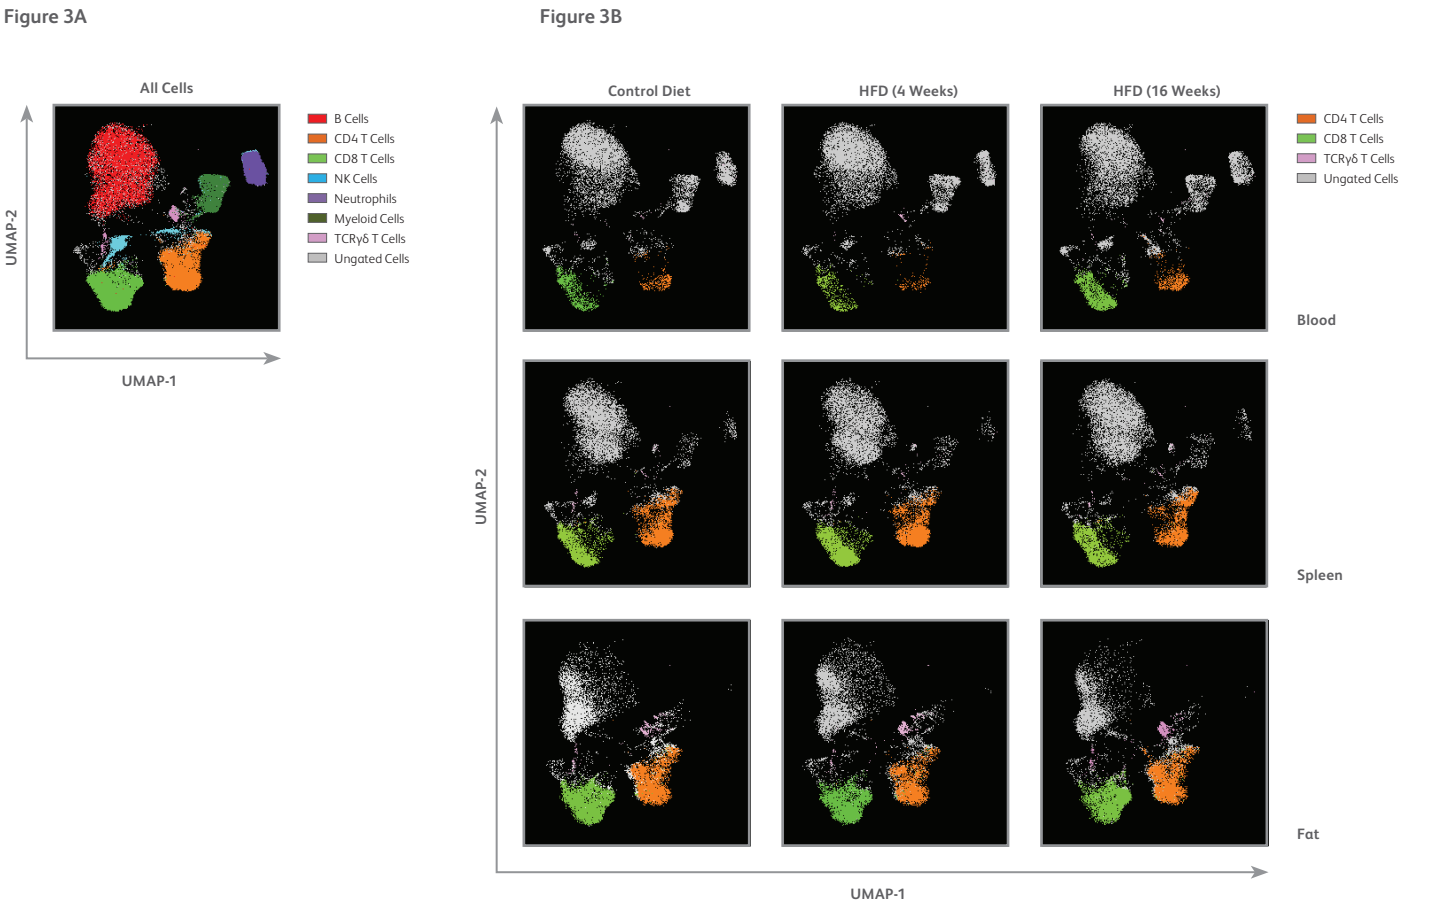 Figure 3A
All Cells
UMAP-2
UMAP-1
B Cells
CD4 T Cells
CD8 T Cells
NK Cells
Neutrophils
Myeloid Cells
TCRγδ T Cells
Ungated Cells
Figure 3B
Control Diet
HFD (4 Weeks)
HFD (16 Weeks)
CD4 T Cells
CD8 T Cells
TCRγδ T Cells
Ungated Cells
Blood
UMAP-2
Spleen
Fat
UMAP-1